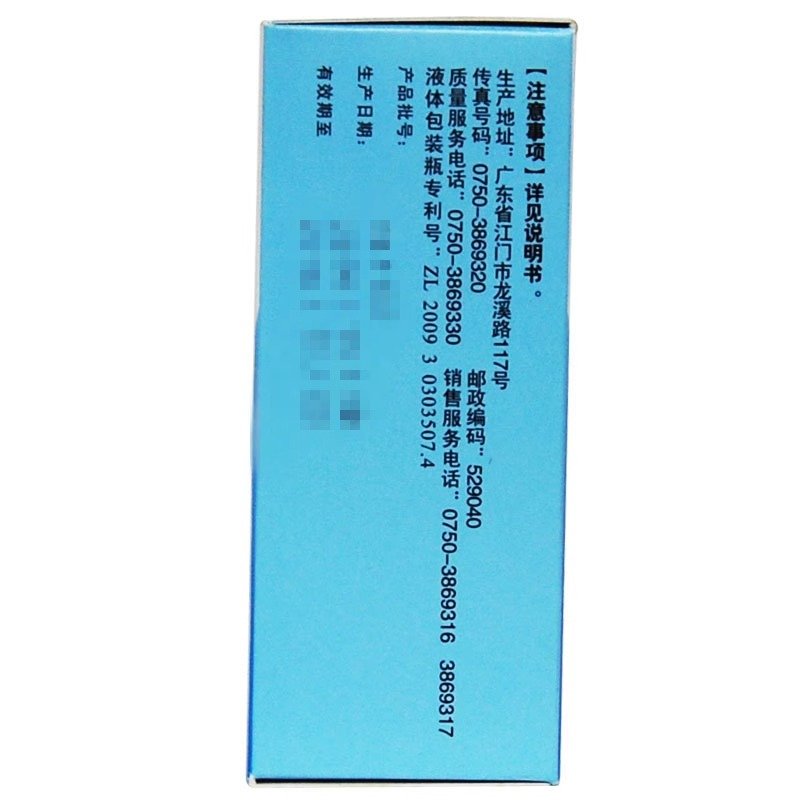 【注意事项】详见说明书。
生产地址：广东省江门市龙溪路117号
传真号码：0750-3869320 邮政编码：529040
质量服务电话：0750-3869330 销售服务电话：0750-3869316 3869317
液体包装瓶专利号：ZL 2009 3 0303507.4
产品批号：
生产日期：
有效期至